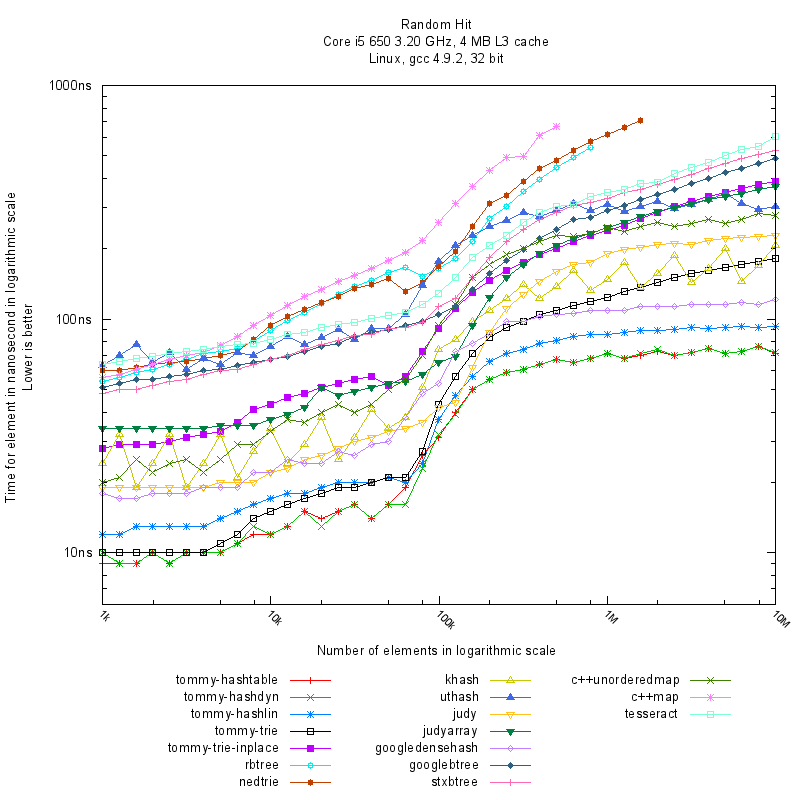 Random Hit
Core i5 650 3.20 GHz, 4 MB L3 cache
Linux, gcc 4.9.2, 32 bit
1000ns
100ns
10ns
Time for element in nanosecond in logarithmic scale
Lower is better
1k
10k
100k
1M
10M
Number of elements in logarithmic scale
tommy-hashtable
tommy-hashdyn
tommy-hashlin
tommy-trie
tommy-trie-inplace
rbtree
nedtrie
khash
uthash
judy
judyarray
googledensehash
googlebtree
stxbtree
c++unorderedmap
c++map
tesseract